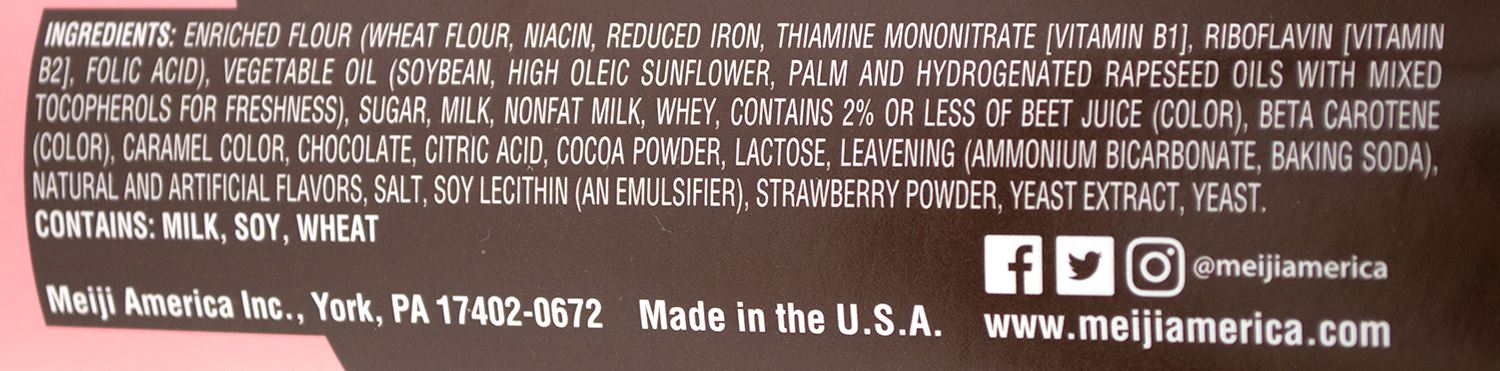 INGREDIENTS: ENRICHED FLOUR (WHEAT FLOUR, NIACIN, REDUCED IRON, THIAMINE MONONITRATE [VITAMIN B1], RIBOFLAVIN [VITAMIN
B2], FOLIC ACID), VEGETABLE OIL (SOYBEAN, HIGH OLEIC SUNFLOWER, PALM AND HYDROGENATED RAPESEED OILS WITH MIXED
TOCOPHEROLS FOR FRESHNESS), SUGAR, MILK, NONFAT MILK, WHEY, CONTAINS 2% OR LESS OF BEET JUICE (COLOR), BETA CAROTENE
(COLOR), CARAMEL COLOR, CHOCOLATE, CITRIC ACID, COCOA POWDER, LACTOSE, LEAVENING (AMMONIUM BICARBONATE, BAKING SODA),
NATURAL AND ARTIFICIAL FLAVORS, SALT, SOY LECITHIN (AN EMULSIFIER), STRAWBERRY POWDER, YEAST EXTRACT, YEAST.
CONTAINS: MILK, SOY, WHEAT
@meijiamerica
Meiji America Inc., York, PA 17402-0672 Made in the U.S.A. www.meijiamerica.com